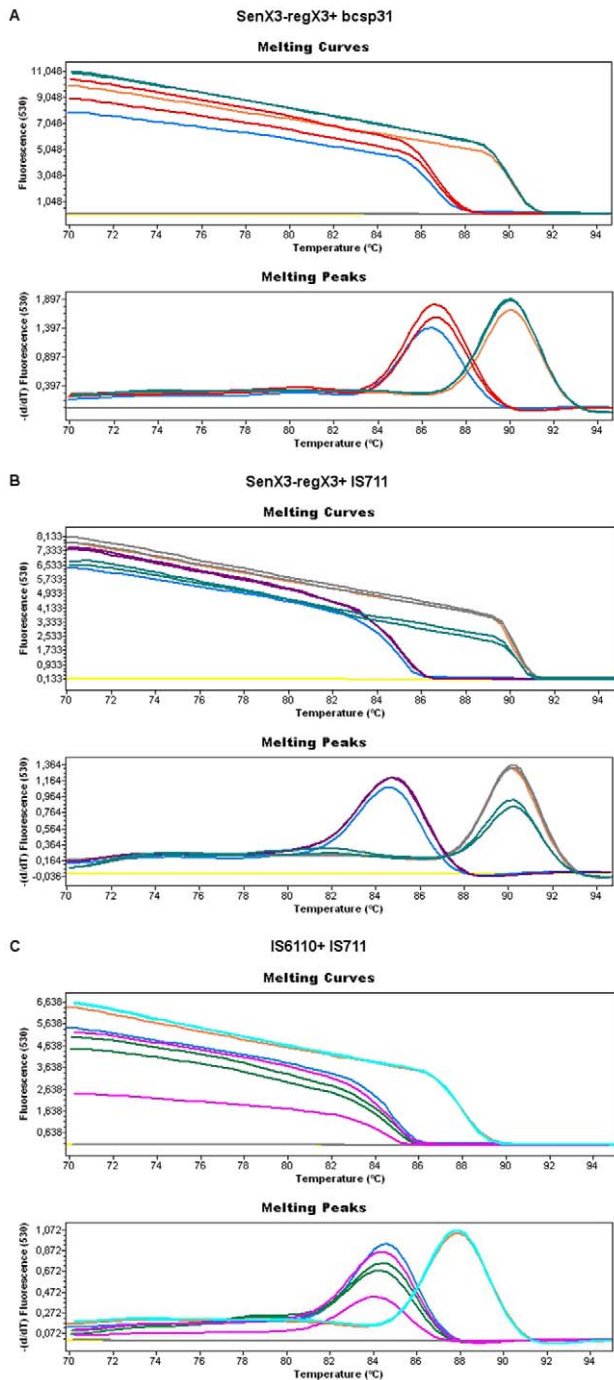 A
SenX3-regX3+ bcsp31
Melting Curves
Fluorescence (530)
11,048
9,048
7,048
5,048
3,048
1,048
70 72 74 76 78 80 82 84 86 88 90 92 94
Temperature (ºC)
Melting Peaks
-(d/dT) Fluorescence (530)
1,897
1,397
0,897
0,397
70 72 74 76 78 80 82 84 86 88 90 92 94
Temperature (ºC)
B
SenX3-regX3+ IS711
Melting Curves
Fluorescence (530)
8,133
7,333
6,533
5,733
4,933
4,133
3,333
2,533
1,733
0,933
0,133
70 72 74 76 78 80 82 84 86 88 90 92 94
Temperature (ºC)
Melting Peaks
-(d/dT) Fluorescence (530)
1,364
1,164
0,964
0,764
0,564
0,364
0,164
-0,036
70 72 74 76 78 80 82 84 86 88 90 92 94
Temperature (ºC)
C
IS6110+ IS711
Melting Curves
Fluorescence (530)
6,638
5,638
4,638
3,638
2,638
1,638
0,638
70 72 74 76 78 80 82 84 86 88 90 92 94
Temperature (ºC)
Melting Peaks
-(d/dT) Fluorescence (530)
1,072
0,872
0,672
0,472
0,272
0,072
70 72 74 76 78 80 82 84 86 88 90 92 94
Temperature (ºC)